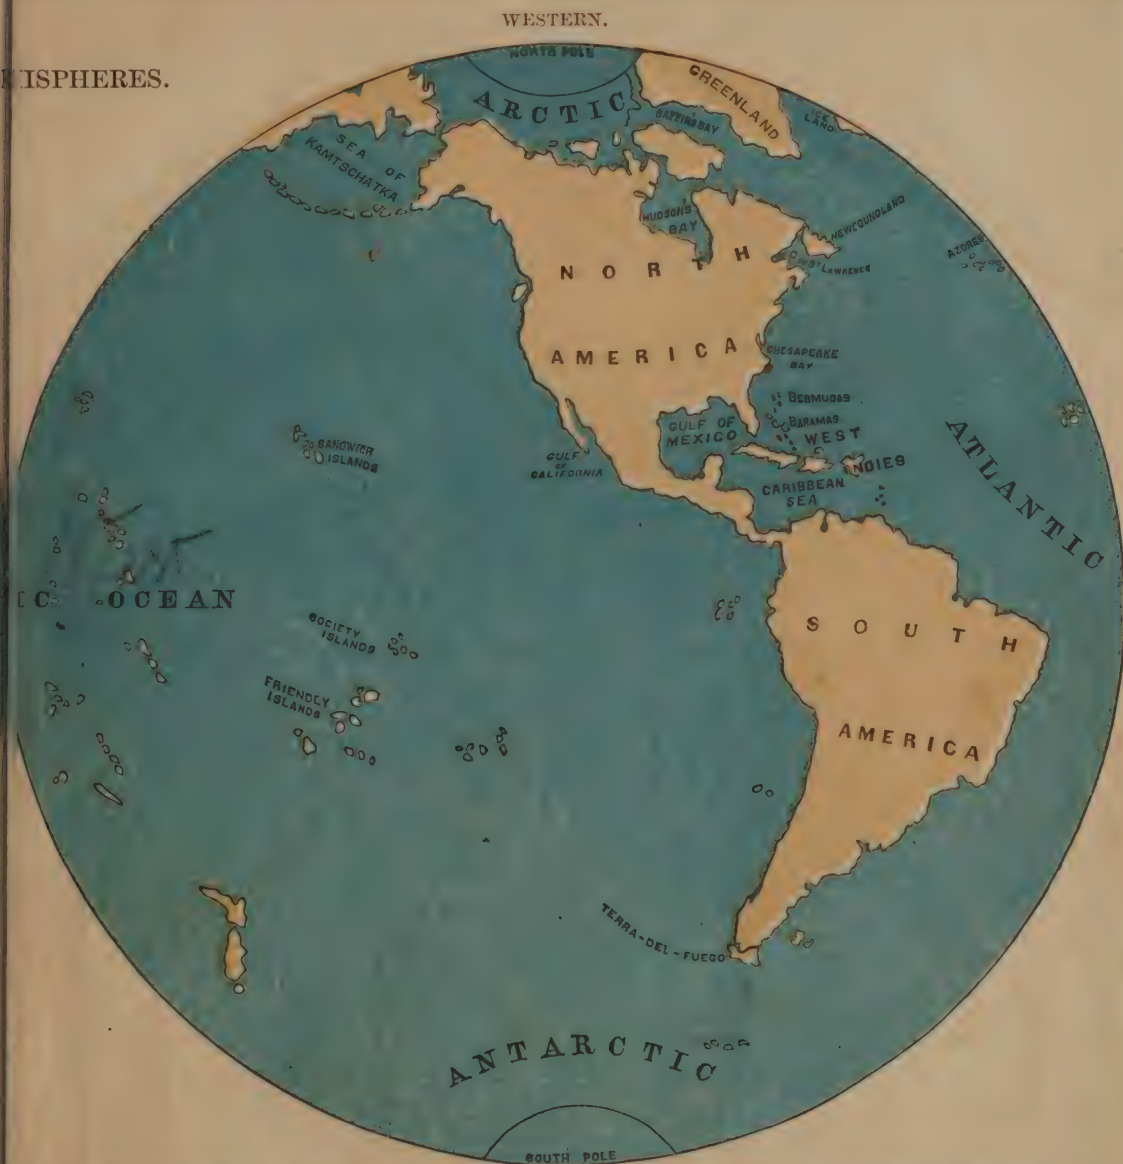 WESTERN.
ISPHERES.
NORTH POLE
ARCTIC
GREENLAND
ICE
LAND
BAFFINS BAY
SEA OF
KAMTSCHATKA
HUDSON'S
BAY
NEWFOUNDLAND
G OF ST LAWRENCE
AZORES
NORTH
AMERICA
CHESAPEAKE
BAY
BERMUDAS
BAHAMAS
GULF OF
MEXICO
WEST
INDIES
SANDWICH
ISLANDS
GULF
OF
CALIFORNIA
CARIBBEAN
SEA
ATLANTIC
IC OCEAN
SOCIETY
ISLANDS
SOUTH
FRIENDLY
ISLANDS
AMERICA
TERRA-DEL-FUEGO
ANTARCTIC
SOUTH POLE